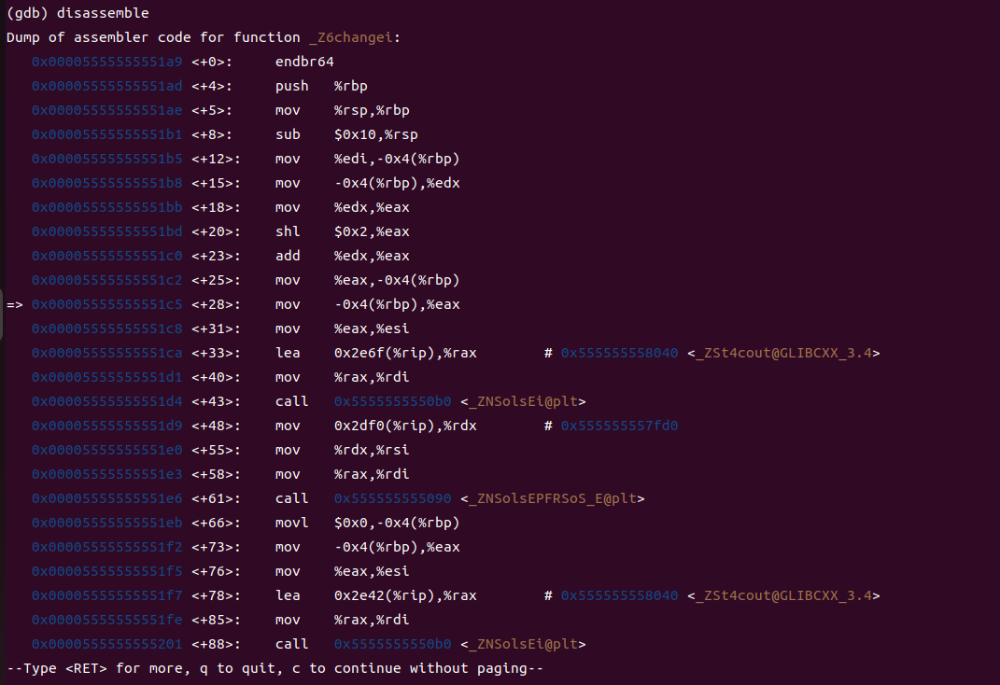 (gdb) disassemble
Dump of assembler code for function _Z6changei:
   0x00005555555551a9 <+0>:     endbr64
   0x00005555555551ad <+4>:     push   %rbp
   0x00005555555551ae <+5>:     mov    %rsp,%rbp
   0x00005555555551b1 <+8>:     sub    $0x10,%rsp
   0x00005555555551b5 <+12>:    mov    %edi,-0x4(%rbp)
   0x00005555555551b8 <+15>:    mov    -0x4(%rbp),%edx
   0x00005555555551bb <+18>:    mov    %edx,%eax
   0x00005555555551bd <+20>:    shl    $0x2,%eax
   0x00005555555551c0 <+23>:    add    %edx,%eax
   0x00005555555551c2 <+25>:    mov    %eax,-0x4(%rbp)
=> 0x00005555555551c5 <+28>:    mov    -0x4(%rbp),%eax
   0x00005555555551c8 <+31>:    mov    %eax,%esi
   0x00005555555551ca <+33>:    lea    0x2e6f(%rip),%rax        # 0x555555558040 <_ZSt4cout@GLIBCXX_3.4>
   0x00005555555551d1 <+40>:    mov    %rax,%rdi
   0x00005555555551d4 <+43>:    call   0x5555555550b0 <_ZNSolsEi@plt>
   0x00005555555551d9 <+48>:    mov    0x2df0(%rip),%rdx        # 0x555555557fd0
   0x00005555555551e0 <+55>:    mov    %rdx,%rsi
   0x00005555555551e3 <+58>:    mov    %rax,%rdi
   0x00005555555551e6 <+61>:    call   0x555555555090 <_ZNSolsEPFRSoS_E@plt>
   0x00005555555551eb <+66>:    movl   $0x0,-0x4(%rbp)
   0x00005555555551f2 <+73>:    mov    -0x4(%rbp),%eax
   0x00005555555551f5 <+76>:    mov    %eax,%esi
   0x00005555555551f7 <+78>:    lea    0x2e42(%rip),%rax        # 0x555555558040 <_ZSt4cout@GLIBCXX_3.4>
   0x00005555555551fe <+85>:    mov    %rax,%rdi
   0x0000555555555201 <+88>:    call   0x5555555550b0 <_ZNSolsEi@plt>
--Type <RET> for more, q to quit, c to continue without paging--